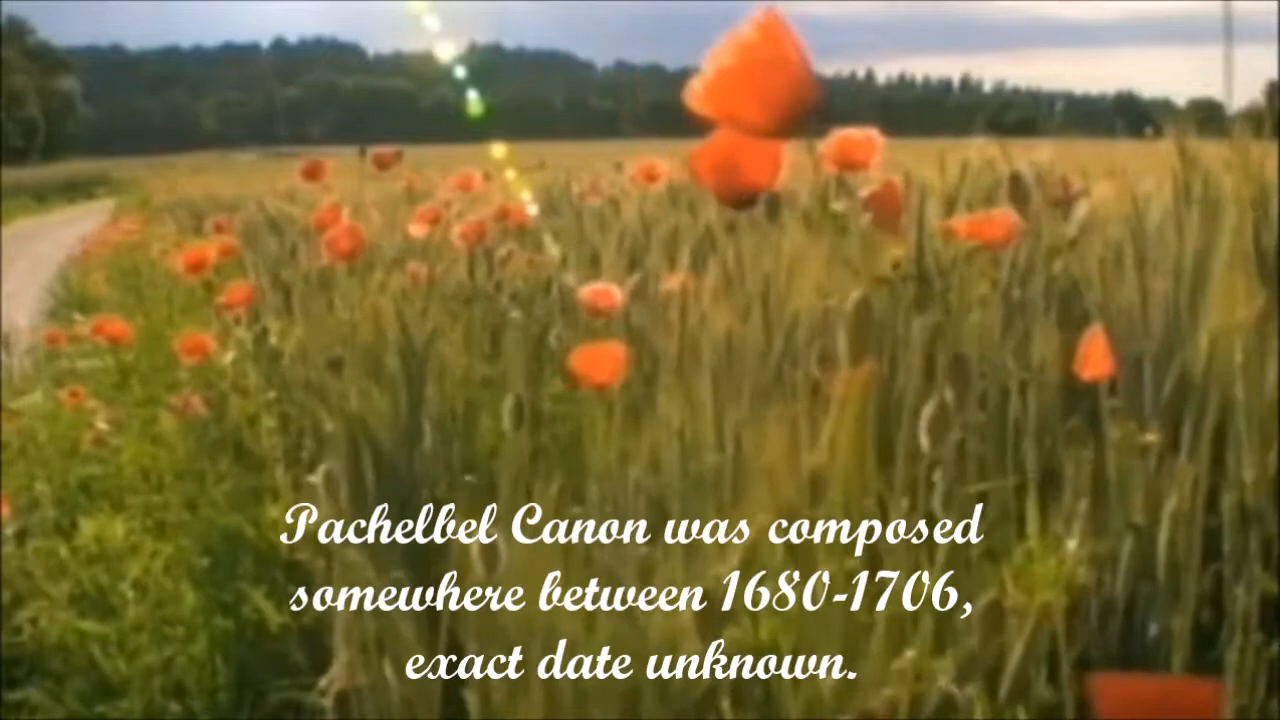 Pachelbel Canon was composed
somewhere between 1680-1706,
exact date unknown.